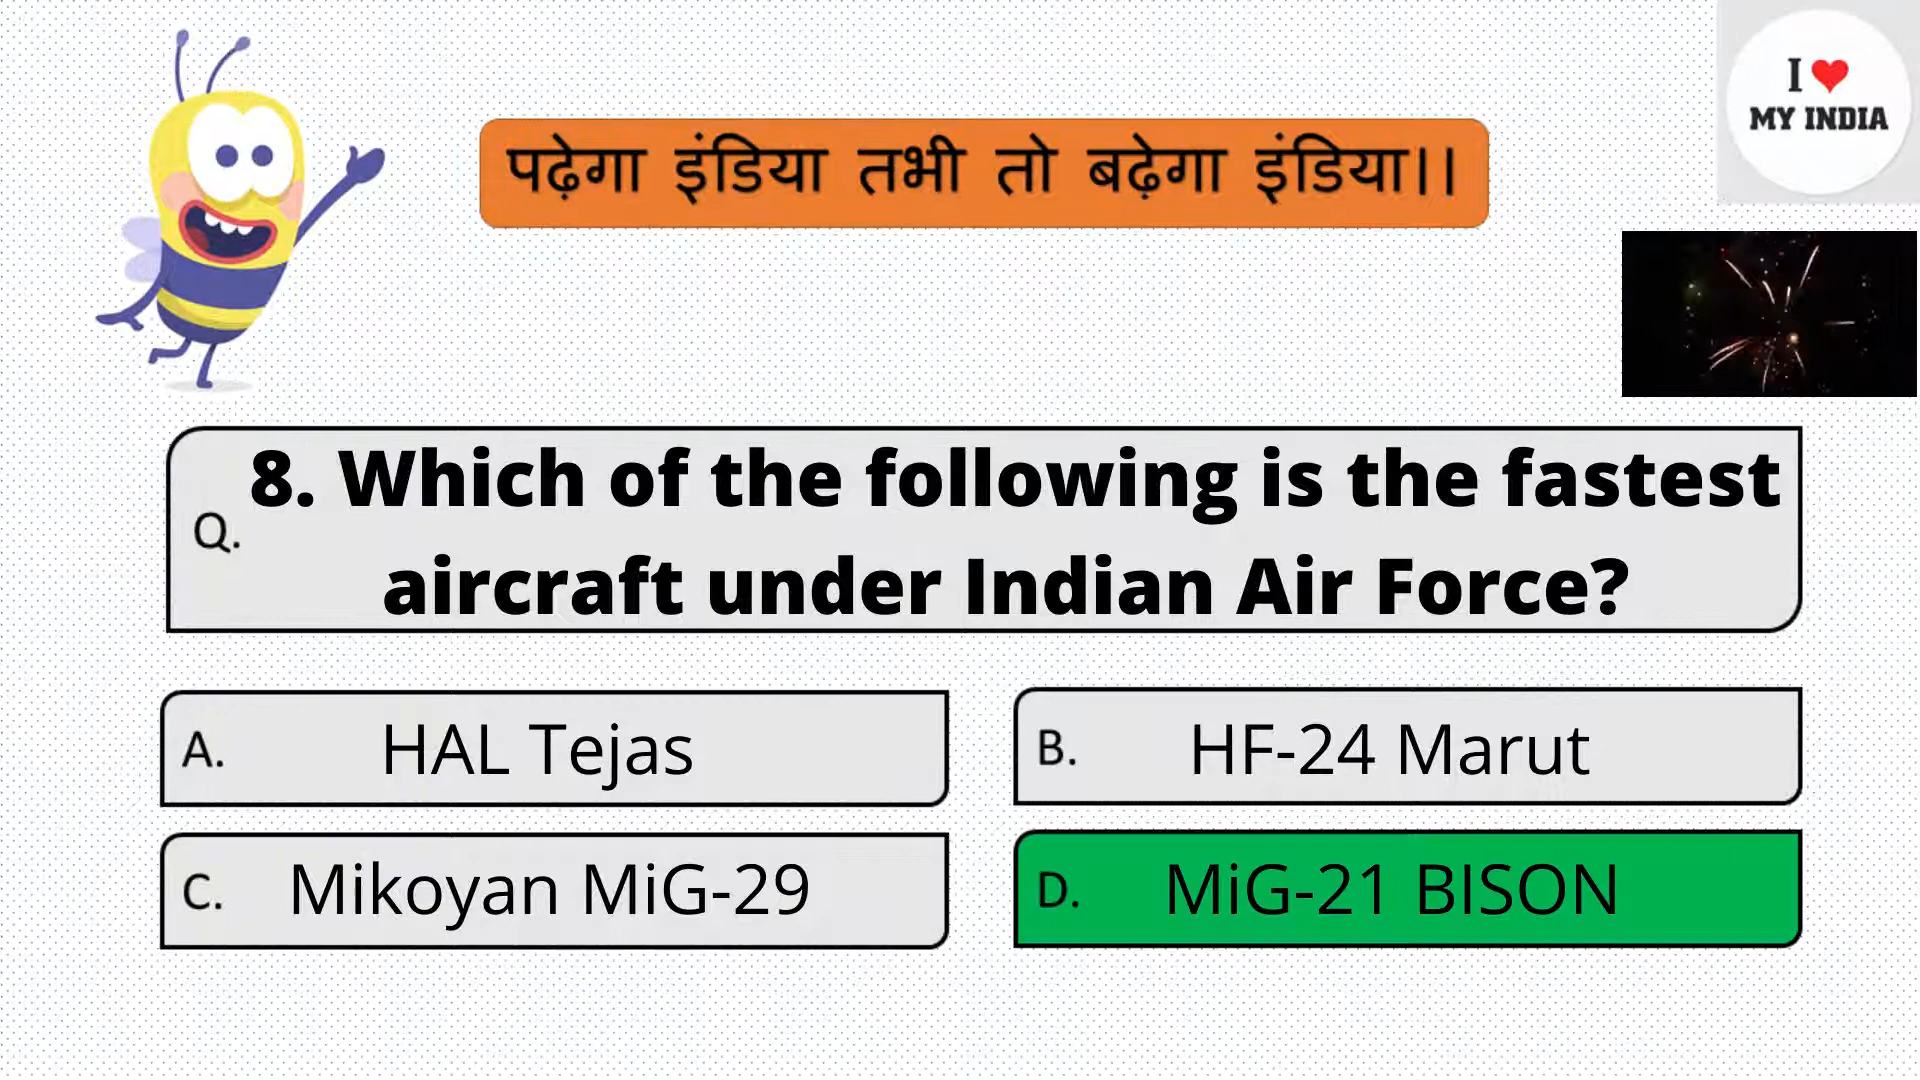 I ❤
MY INDIA
पढ़ेगा इंडिया तभी तो बढ़ेगा इंडिया।।
Q. 8. Which of the following is the fastest
aircraft under Indian Air Force?
A. HAL Tejas
B. HF-24 Marut
C. Mikoyan MiG-29
D. MiG-21 BISON